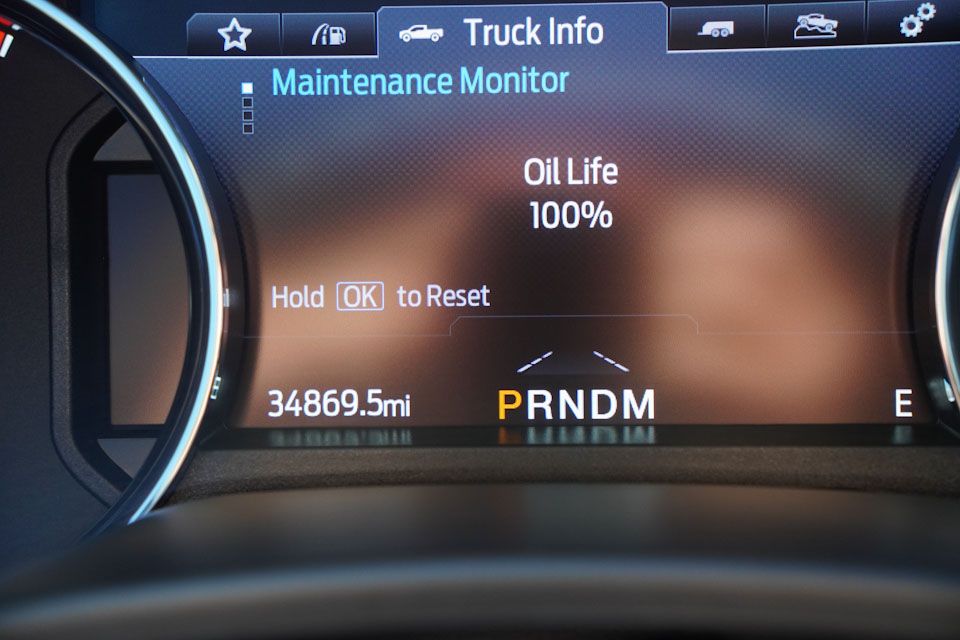 Truck Info
Maintenance Monitor
Oil Life
100%
Hold OK to Reset
34869.5mi PRNDM E